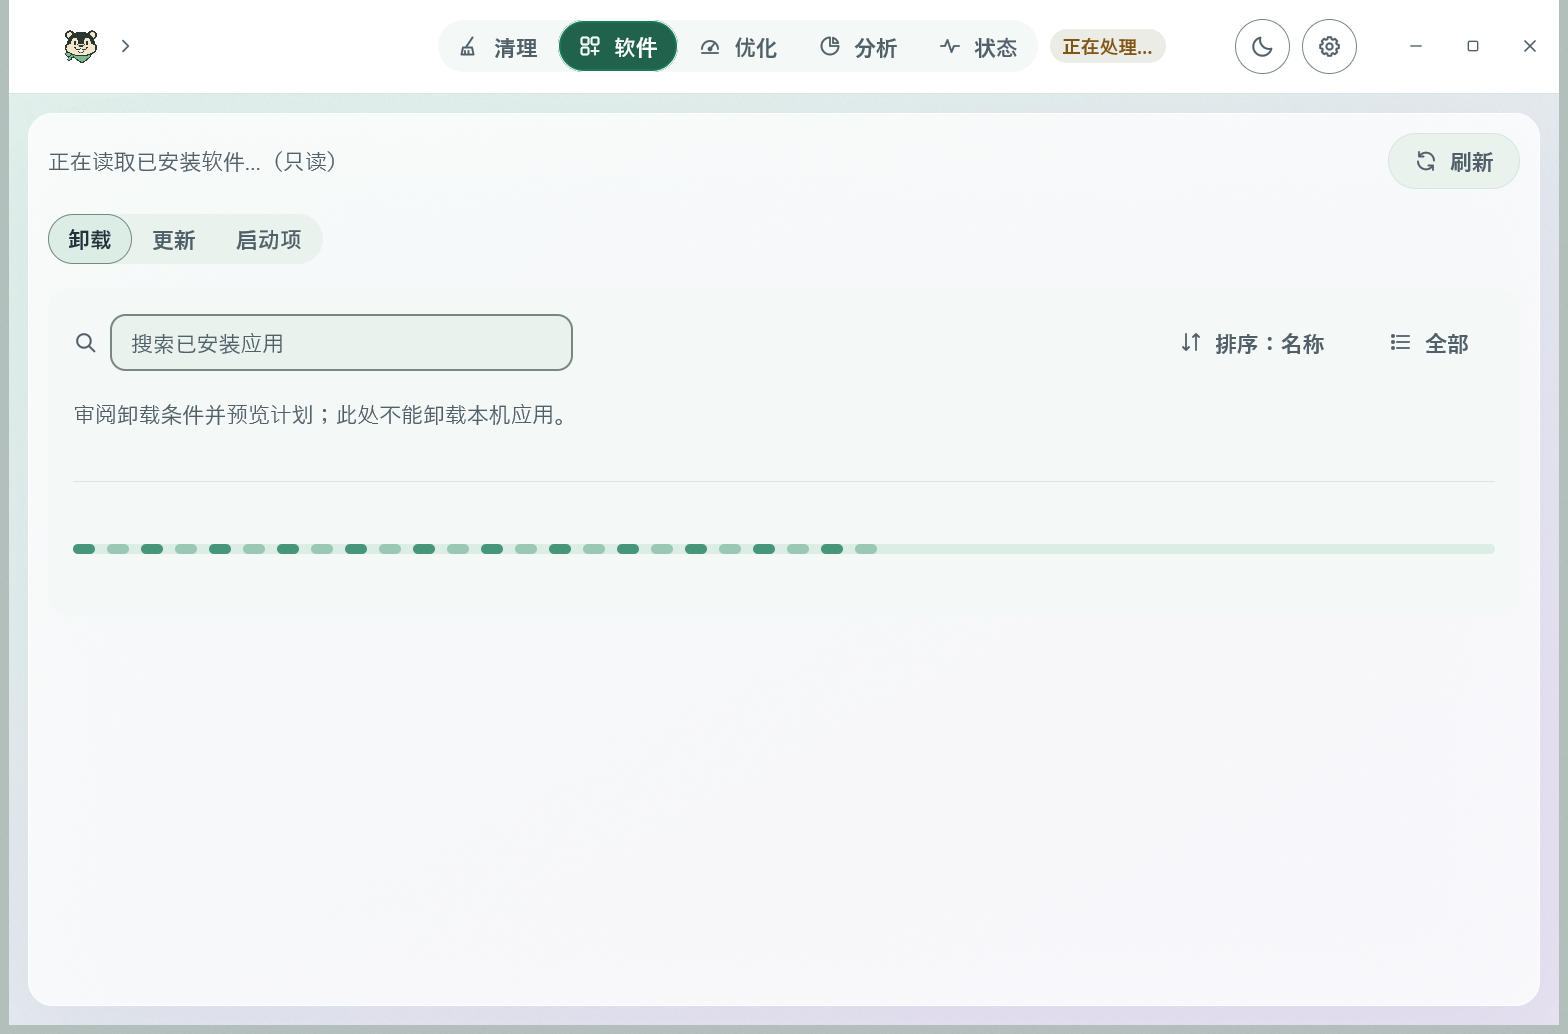 清理 软件 优化 分析 状态 正在处理...
正在读取已安装软件...（只读）
刷新
卸载 更新 启动项
搜索已安装应用
排序：名称 全部
审阅卸载条件并预览计划；此处不能卸载本机应用。